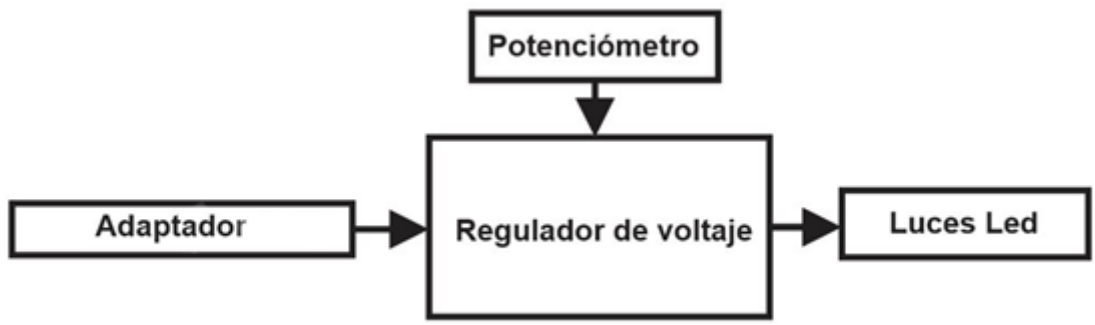 Potenciómetro
Adaptador
Regulador de voltaje
Luces Led